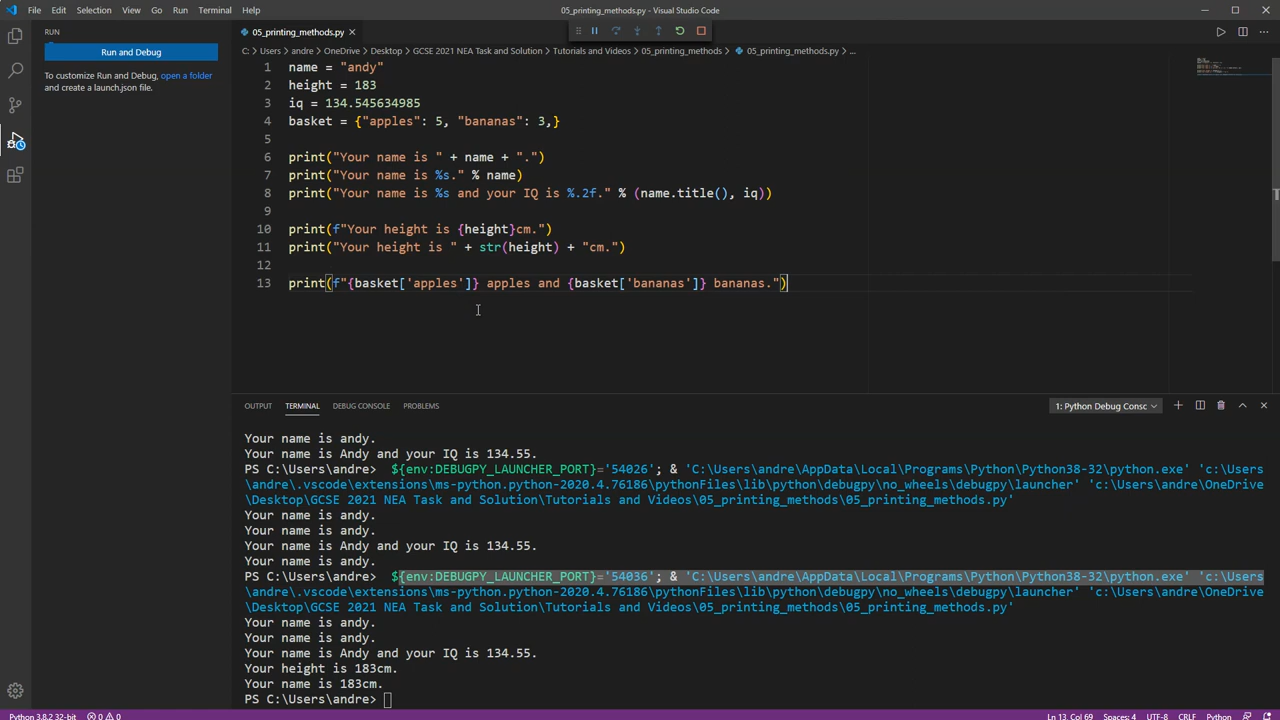 File Edit Selection View Go Run Terminal Help
05_printing_methods.py - Visual Studio Code
RUN
Run and Debug
To customize Run and Debug, open a folder
and create a launch.json file.
05_printing_methods.py
C: > Users > andre > OneDrive > Desktop > GCSE 2021 NEA Task and Solution > Tutorials and Videos > 05_printing_methods > 05_printing_methods.py > ...
1 name = "andy"
2 height = 183
3 iq = 134.545634985
4 basket = {"apples": 5, "bananas": 3,}
5
6 print("Your name is " + name + ".")
7 print("Your name is %s." % name)
8 print("Your name is %s and your IQ is %.2f." % (name.title(), iq))
9
10 print(f"Your height is {height}cm.")
11 print("Your height is " + str(height) + "cm.")
12
13 print(f"{basket['apples']} apples and {basket['bananas']} bananas.")
OUTPUT TERMINAL DEBUG CONSOLE PROBLEMS
1: Python Debug Consc
Your name is andy.
Your name is Andy and your IQ is 134.55.
PS C:\Users\andre> ${env:DEBUGPY_LAUNCHER_PORT}='54026'; & 'C:\Users\andre\AppData\Local\Programs\Python\Python38-32\python.exe' 'c:\Users
\andre\.vscode\extensions\ms-python.python-2020.4.76186\pythonFiles\lib\python\debugpy\no_wheels\debugpy\launcher' 'c:\Users\andre\OneDrive
\Desktop\GCSE 2021 NEA Task and Solution\Tutorials and Videos\05_printing_methods\05_printing_methods.py'
Your name is andy.
Your name is andy.
Your name is Andy and your IQ is 134.55.
Your name is andy.
PS C:\Users\andre> ${env:DEBUGPY_LAUNCHER_PORT}='54036'; & 'C:\Users\andre\AppData\Local\Programs\Python\Python38-32\python.exe' 'c:\Users
\andre\.vscode\extensions\ms-python.python-2020.4.76186\pythonFiles\lib\python\debugpy\no_wheels\debugpy\launcher' 'c:\Users\andre\OneDrive
\Desktop\GCSE 2021 NEA Task and Solution\Tutorials and Videos\05_printing_methods\05_printing_methods.py'
Your name is andy.
Your name is andy.
Your name is Andy and your IQ is 134.55.
Your height is 183cm.
Your name is 183cm.
PS C:\Users\andre>
Python 3.8.2 32-bit 0 0 Ln 13, Col 69 Spaces: 4 UTF-8 CRLF Python